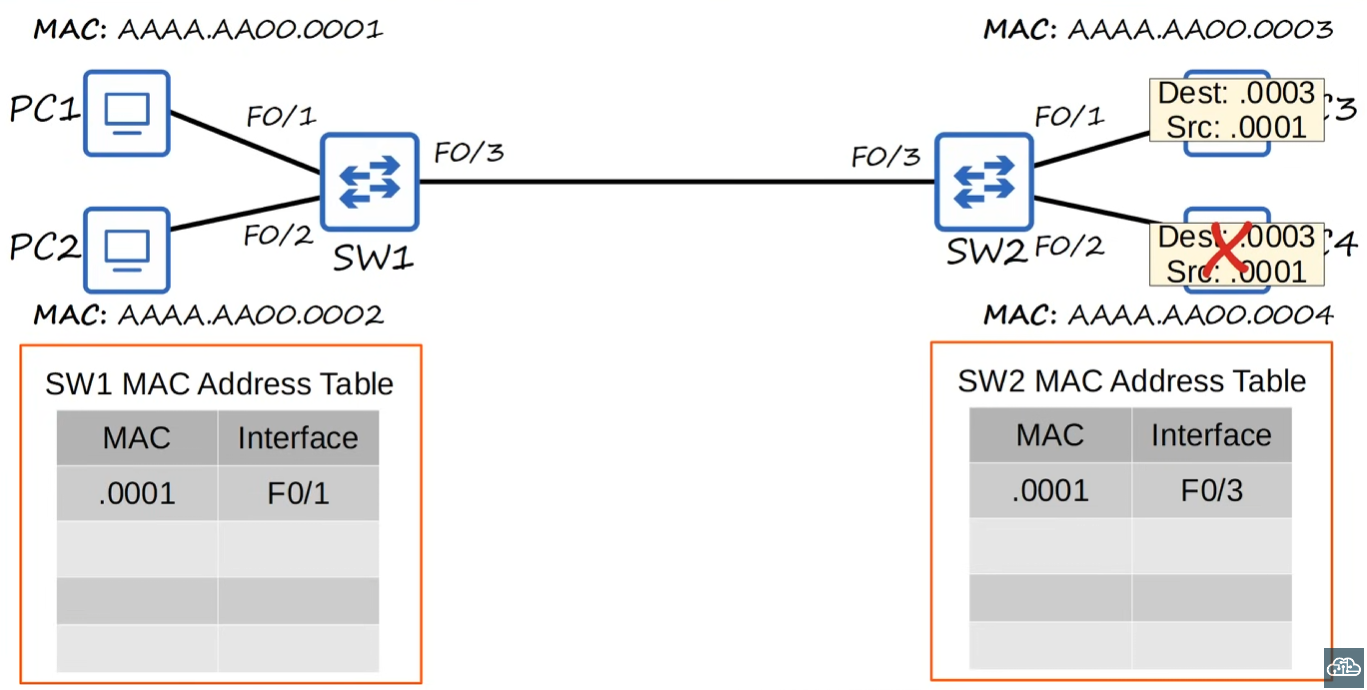 MAC: AAAA.AA00.0001
MAC: AAAA.AA00.0003
PC1
F0/1
F0/1
Dest: .0003
Src: .0001
3
F0/3
F0/3
PC2
F0/2
SW1
SW2
F0/2
Dest: .0003
Src: .0001
4
MAC: AAAA.AA00.0002
MAC: AAAA.AA00.0004
SW1 MAC Address Table
MAC Interface
.0001 F0/1
SW2 MAC Address Table
MAC Interface
.0001 F0/3